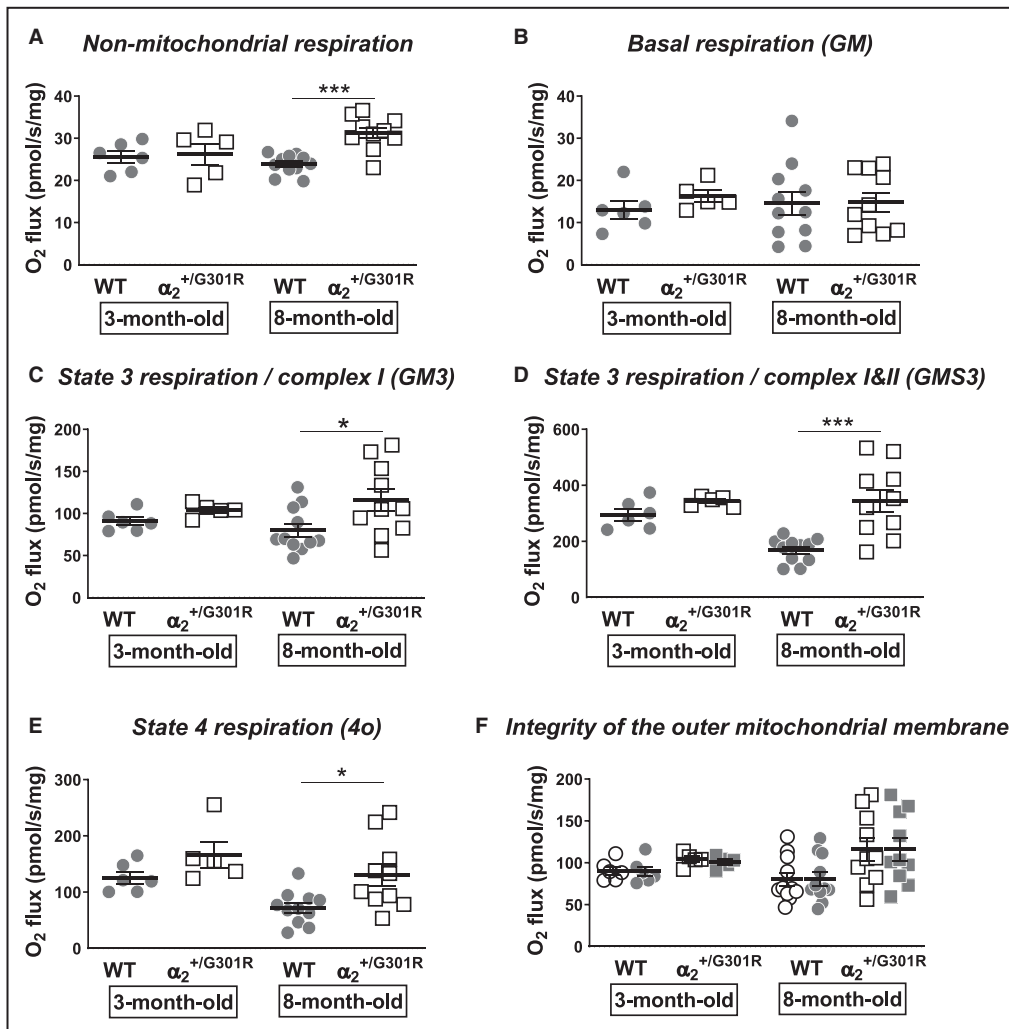 A Non-mitochondrial respiration
***
O2 flux (pmol/s/mg)
40
30
20
10
0
WT α2+/G301R WT α2+/G301R
3-month-old 8-month-old
B Basal respiration (GM)
O2 flux (pmol/s/mg)
40
30
20
10
0
WT α2+/G301R WT α2+/G301R
3-month-old 8-month-old
C State 3 respiration / complex I (GM3)
*
O2 flux (pmol/s/mg)
200
150
100
50
0
WT α2+/G301R WT α2+/G301R
3-month-old 8-month-old
D State 3 respiration / complex I&II (GMS3)
***
O2 flux (pmol/s/mg)
600
400
200
0
WT α2+/G301R WT α2+/G301R
3-month-old 8-month-old
E State 4 respiration (4o)
*
O2 flux (pmol/s/mg)
300
200
100
0
WT α2+/G301R WT α2+/G301R
3-month-old 8-month-old
F Integrity of the outer mitochondrial membrane
O2 flux (pmol/s/mg)
200
150
100
50
0
WT α2+/G301R WT α2+/G301R
3-month-old 8-month-old